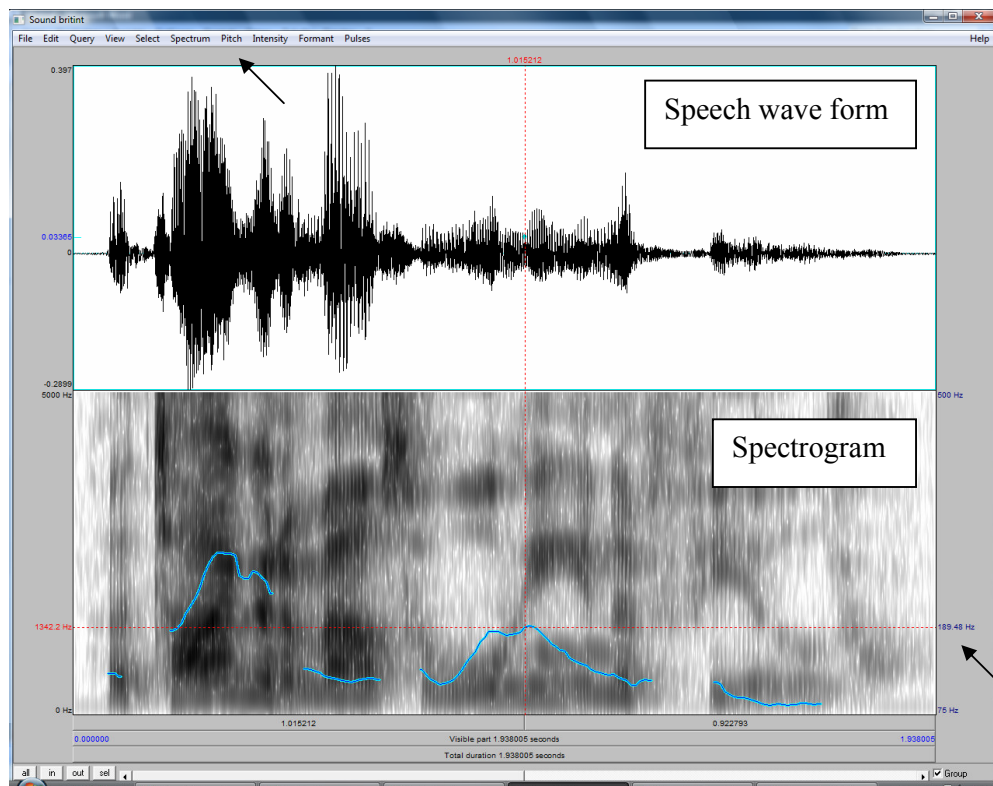 Sound britint
File Edit Query View Select Spectrum Pitch Intensity Formant Pulses Help
1.015212
0.397
Speech wave form
0.03365
0
-0.2899
5000 Hz 500 Hz
Spectrogram
1342.2 Hz 189.48 Hz
0 Hz 75 Hz
1.015212 0.922793
0.000000 Visible part 1.938005 seconds 1.938005
Total duration 1.938005 seconds
all in out sel Group